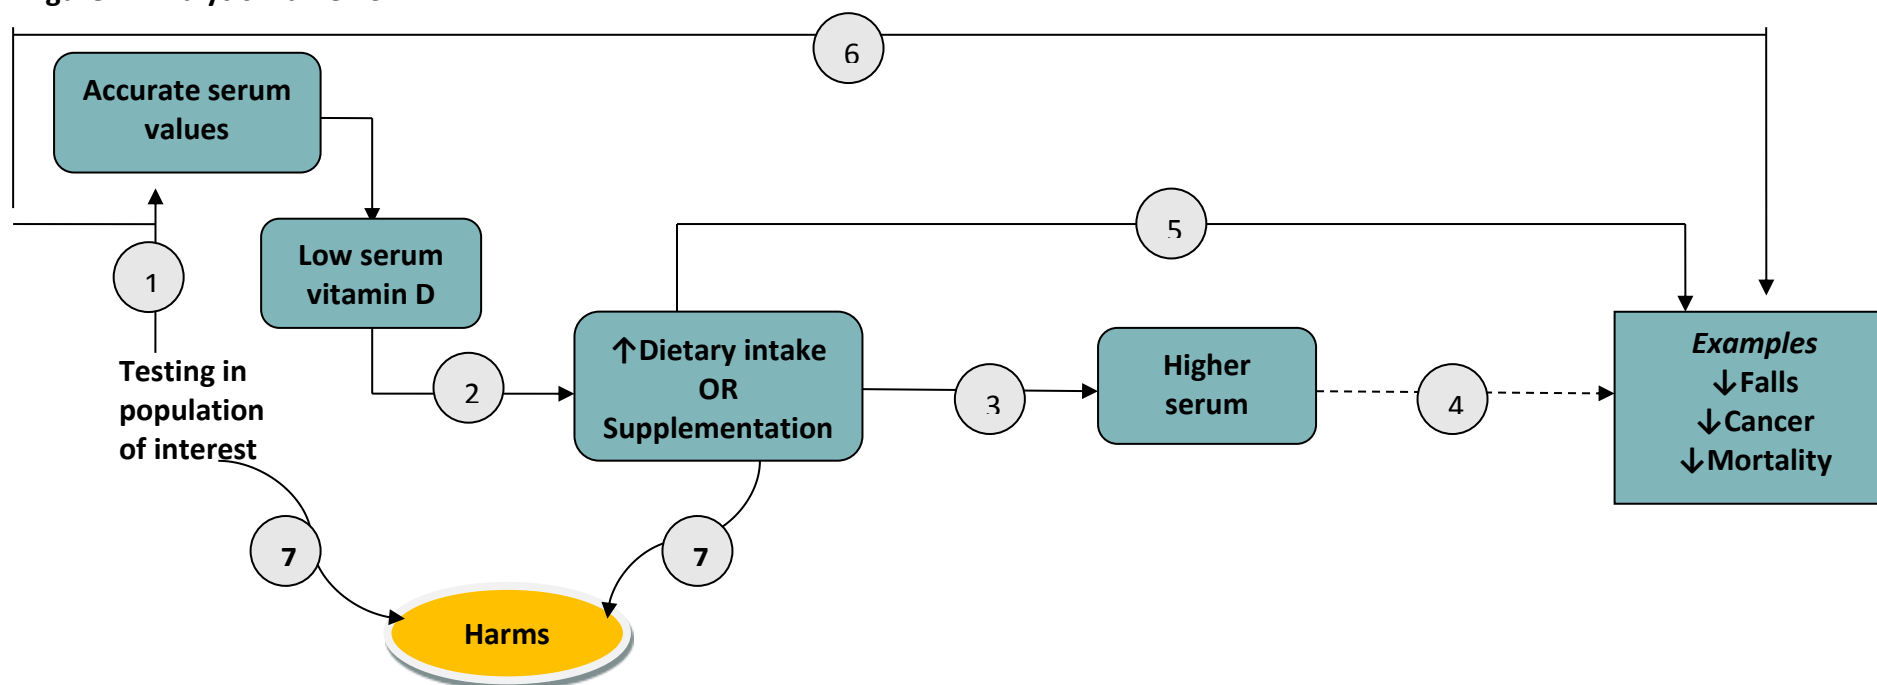 6
Accurate serum
values
5
Low serum
vitamin D
1
↑Dietary intake
OR
Supplementation
Higher
serum
Examples
↓Falls
↓Cancer
↓Mortality
2
3
4
Testing in
population
of interest
7
7
Harms